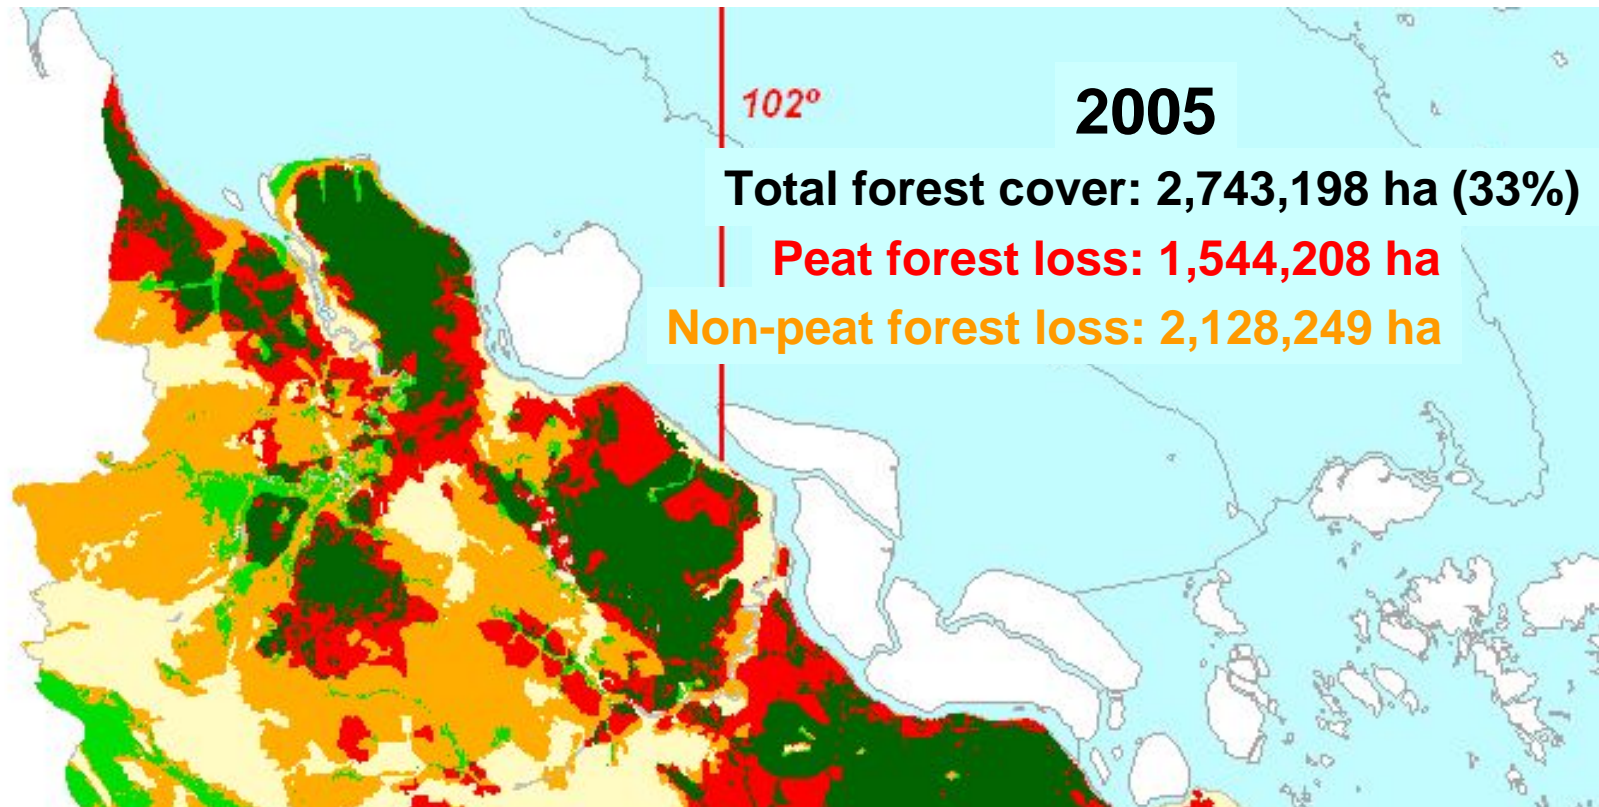 102º
2005
Total forest cover: 2,743,198 ha (33%)
Peat forest loss: 1,544,208 ha
Non-peat forest loss: 2,128,249 ha